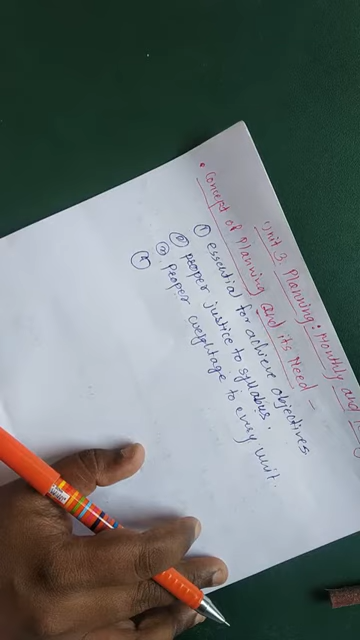 Unit 3 Planning: Monthly and
• Concept of Planning and its Need -
① essential for achieve objectives
② proper justice to syllabus.
③ Proper weightage to every unit.
④